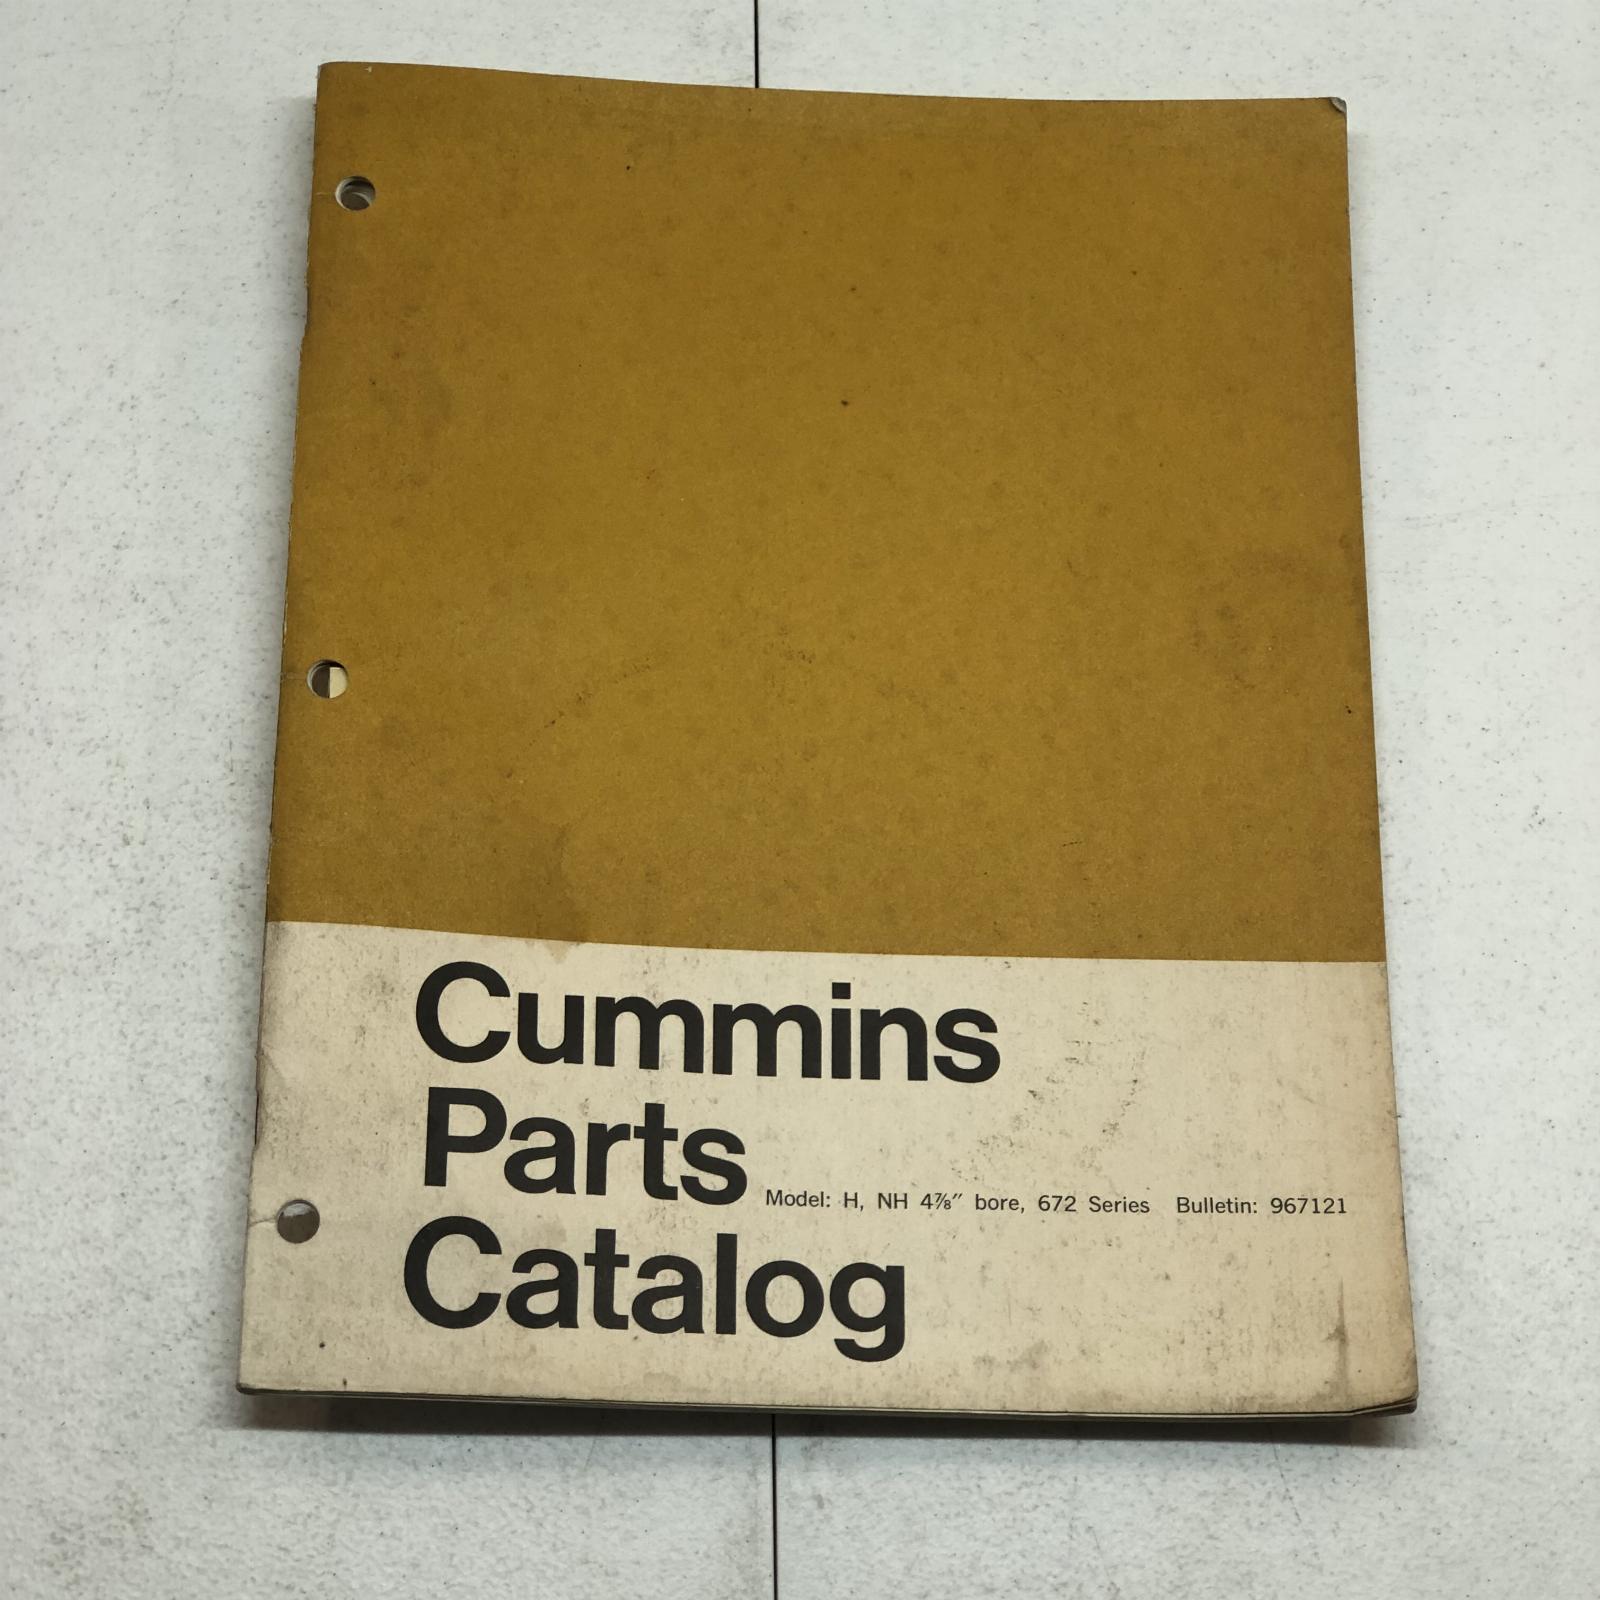 Cummins
Parts
Model: H, NH 4⅞″ bore, 672 Series Bulletin: 967121
Catalog